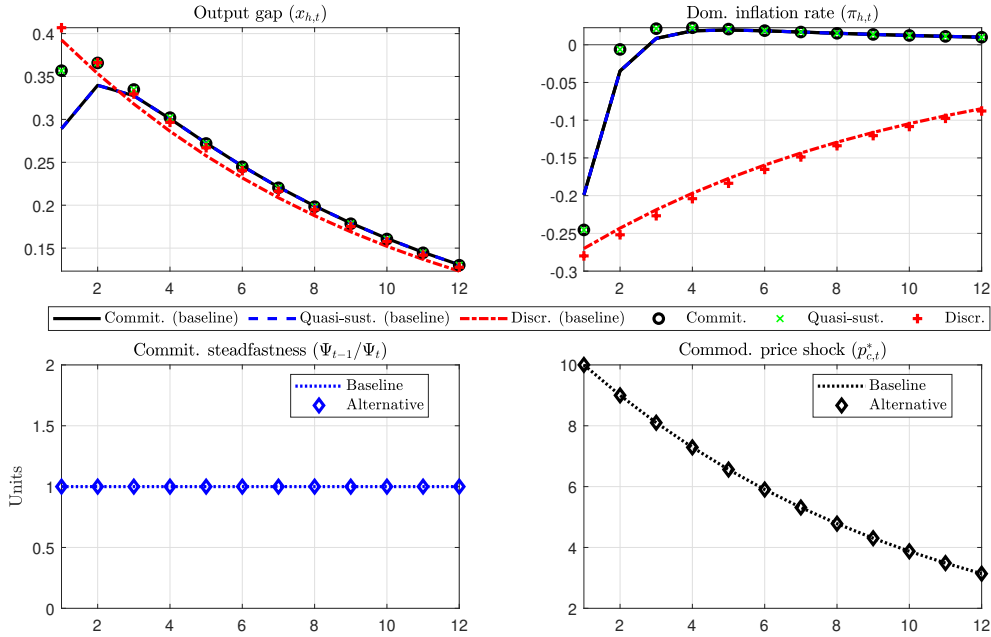 Output gap (x_{h,t})
0.4
0.35
0.3
0.25
0.2
0.15
2 4 6 8 10 12
Dom. inflation rate (π_{h,t})
0
-0.05
-0.1
-0.15
-0.2
-0.25
-0.3
2 4 6 8 10 12
Commit. (baseline) Quasi-sust. (baseline) Discr. (baseline) Commit. Quasi-sust. Discr.
Commit. steadfastness (Ψ_{t−1}/Ψ_t)
Units
2
1.5
1
0.5
0
2 4 6 8 10 12
Baseline
Alternative
Commod. price shock (p^*_{c,t})
10
8
6
4
2
2 4 6 8 10 12
Baseline
Alternative